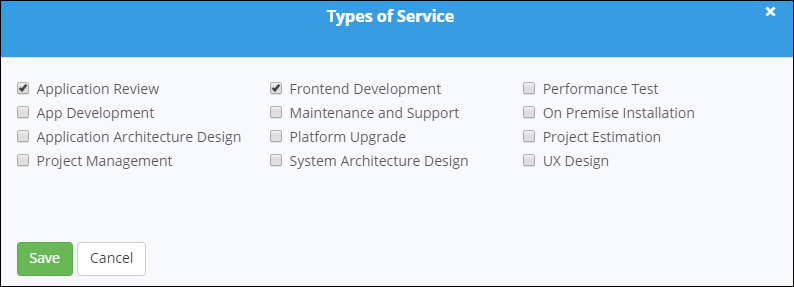 Types of Service
Application Review Frontend Development Performance Test
App Development Maintenance and Support On Premise Installation
Application Architecture Design Platform Upgrade Project Estimation
Project Management System Architecture Design UX Design
Save Cancel